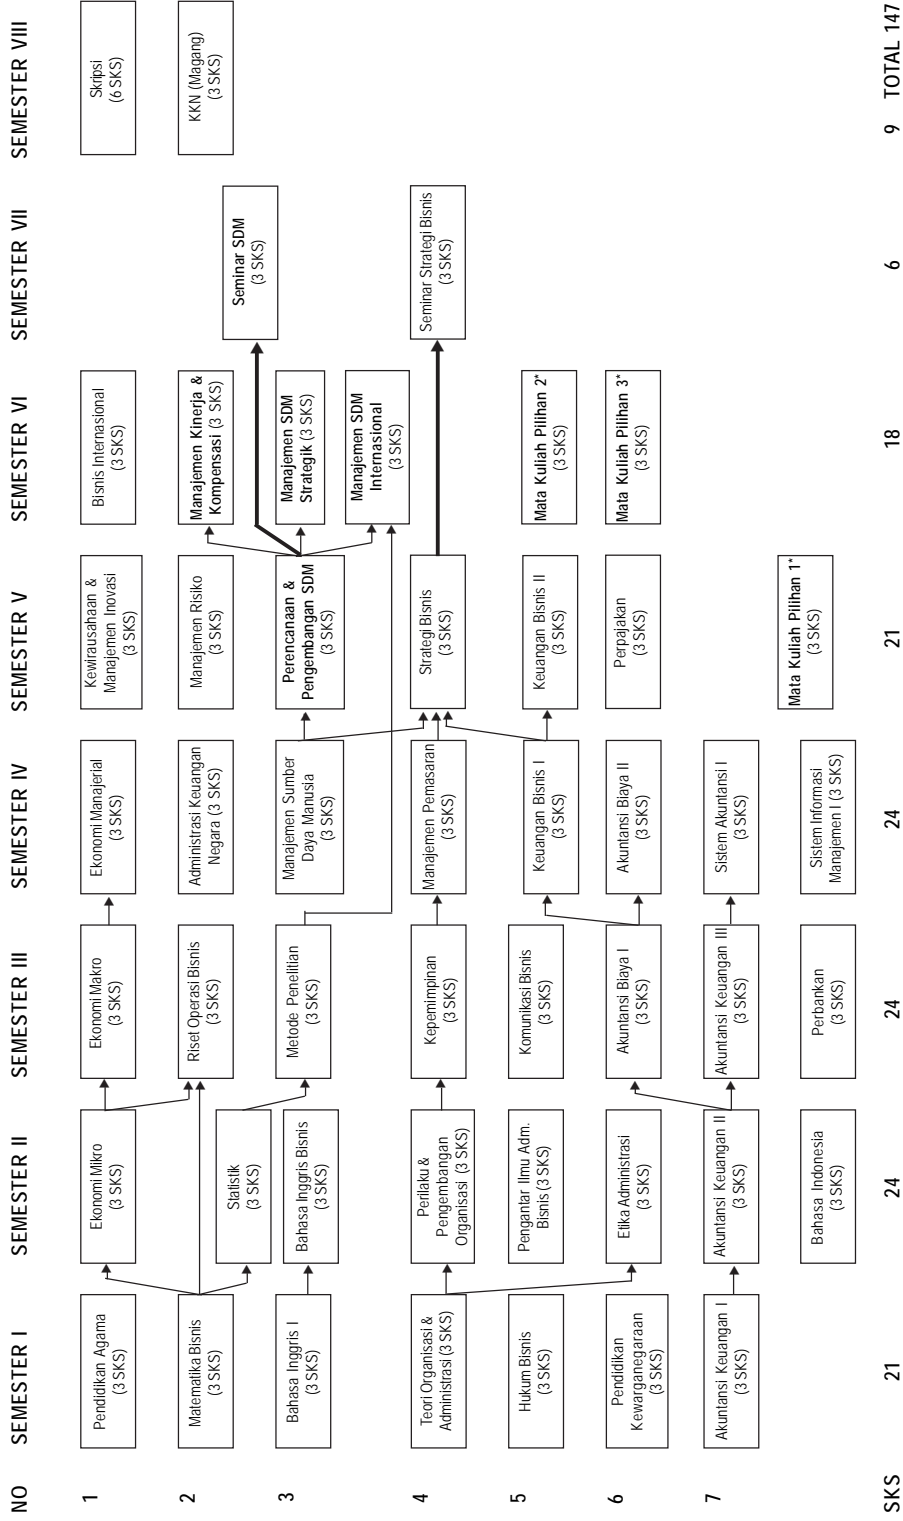 NO
SEMESTER I
SEMESTER II
SEMESTER III
SEMESTER IV
SEMESTER V
SEMESTER VI
SEMESTER VII
SEMESTER VIII
1
Pendidikan Agama
(3 SKS)
Ekonomi Mikro
(3 SKS)
Ekonomi Makro
(3 SKS)
Ekonomi Manajerial
(3 SKS)
Kewirausahaan &
Manajemen Inovasi
(3 SKS)
Bisnis Internasional
(3 SKS)
Skripsi
(6 SKS)
2
Matematika Bisnis
(3 SKS)
Riset Operasi Bisnis
(3 SKS)
Administrasi Keuangan
Negara (3 SKS)
Manajemen Risiko
(3 SKS)
Manajemen Kinerja &
Kompensasi (3 SKS)
KKN (Magang)
(3 SKS)
Statistik
(3 SKS)
Seminar SDM
(3 SKS)
3
Bahasa Inggris I
(3 SKS)
Bahasa Inggris Bisnis
(3 SKS)
Metode Penelitian
(3 SKS)
Manajemen Sumber
Daya Manusia
(3 SKS)
Perencanaan &
Pengembangan SDM
(3 SKS)
Manajemen SDM
Strategik (3 SKS)
Manajemen SDM
Internasional
(3 SKS)
4
Teori Organisasi &
Administrasi (3 SKS)
Perilaku &
Pengembangan
Organisasi (3 SKS)
Kepemimpinan
(3 SKS)
Manajemen Pemasaran
(3 SKS)
Strategi Bisnis
(3 SKS)
Seminar Strategi Bisnis
(3 SKS)
5
Hukum Bisnis
(3 SKS)
Pengantar Ilmu Adm.
Bisnis (3 SKS)
Komunikasi Bisnis
(3 SKS)
Keuangan Bisnis I
(3 SKS)
Keuangan Bisnis II
(3 SKS)
Mata Kuliah Pilihan 2*
(3 SKS)
6
Pendidikan
Kewarganegaraan
(3 SKS)
Etika Administrasi
(3 SKS)
Akuntansi Biaya I
(3 SKS)
Akuntansi Biaya II
(3 SKS)
Perpajakan
(3 SKS)
Mata Kuliah Pilihan 3*
(3 SKS)
7
Akuntansi Keuangan I
(3 SKS)
Akuntansi Keuangan II
(3 SKS)
Akuntansi Keuangan III
(3 SKS)
Sistem Akuntansi I
(3 SKS)
Mata Kuliah Pilihan 1*
(3 SKS)
Bahasa Indonesia
(3 SKS)
Perbankan
(3 SKS)
Sistem Informasi
Manajemen I (3 SKS)
SKS
21
24
24
24
21
18
6
9
TOTAL 147